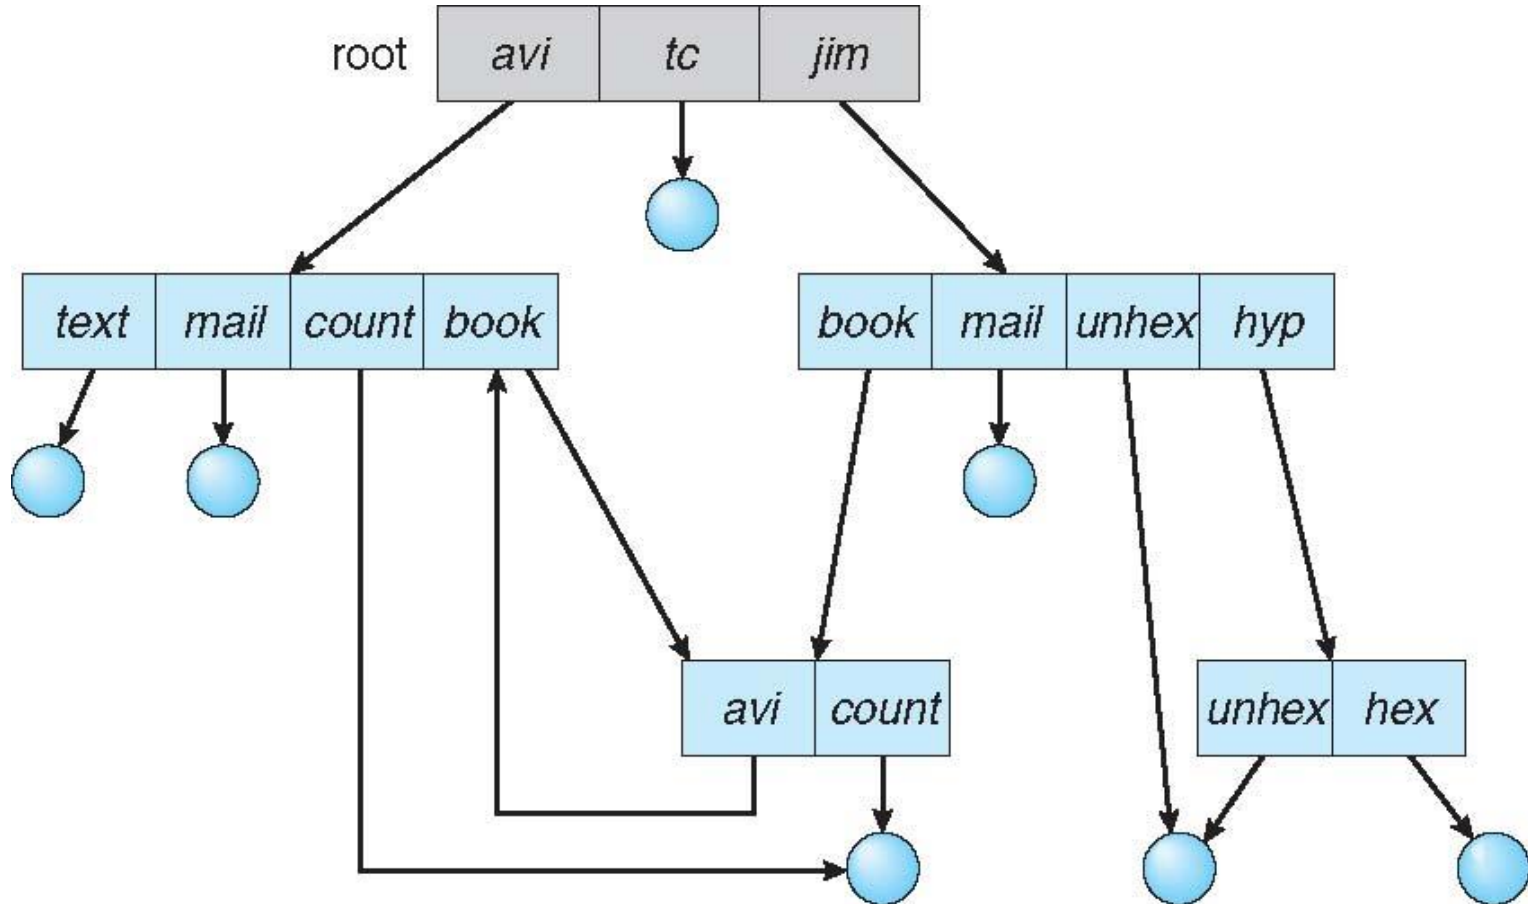 root avi tc jim
text mail count book book mail unhex hyp
avi count unhex hex